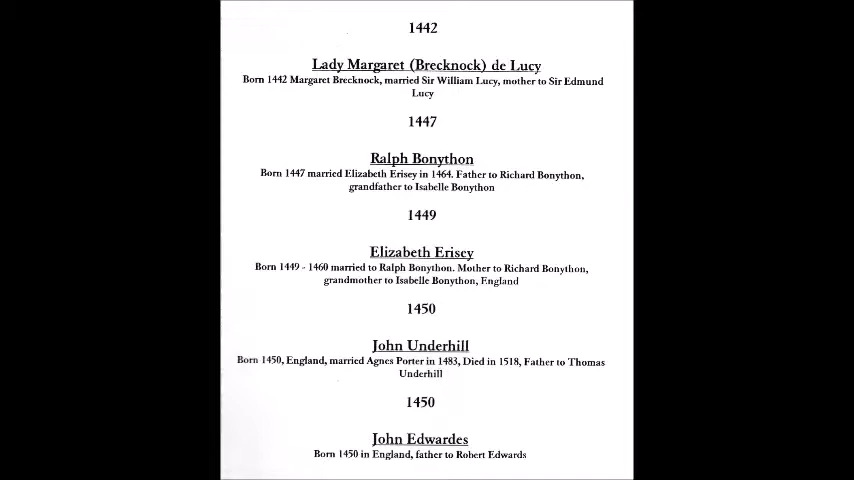 1442
Lady Margaret (Brecknock) de Lucy
Born 1442 Margaret Brecknock, married Sir William Lucy, mother to Sir Edmund
Lucy
1447
Ralph Bonython
Born 1447 married Elizabeth Erisey in 1464. Father to Richard Bonython,
grandfather to Isabelle Bonython
1449
Elizabeth Erisey
Born 1449 - 1460 married to Ralph Bonython. Mother to Richard Bonython,
grandmother to Isabelle Bonython, England
1450
John Underhill
Born 1450, England, married Agnes Porter in 1483, Died in 1518, Father to Thomas
Underhill
1450
John Edwardes
Born 1450 in England, father to Robert Edwards